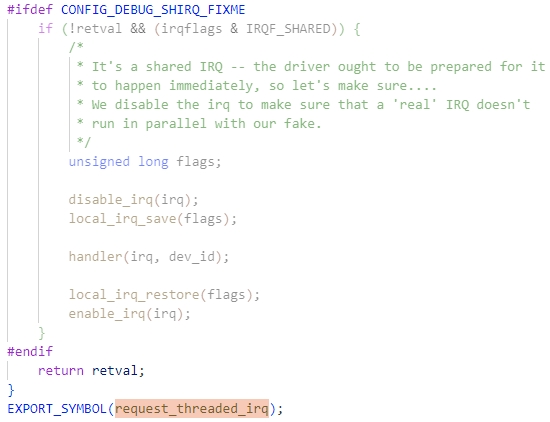 #ifdef CONFIG_DEBUG_SHIRQ_FIXME
    if (!retval && (irqflags & IRQF_SHARED)) {
        /*
         * It's a shared IRQ -- the driver ought to be prepared for it
         * to happen immediately, so let's make sure....
         * We disable the irq to make sure that a 'real' IRQ doesn't
         * run in parallel with our fake.
         */
        unsigned long flags;

        disable_irq(irq);
        local_irq_save(flags);

        handler(irq, dev_id);

        local_irq_restore(flags);
        enable_irq(irq);
    }
#endif
    return retval;
}
EXPORT_SYMBOL(request_threaded_irq);